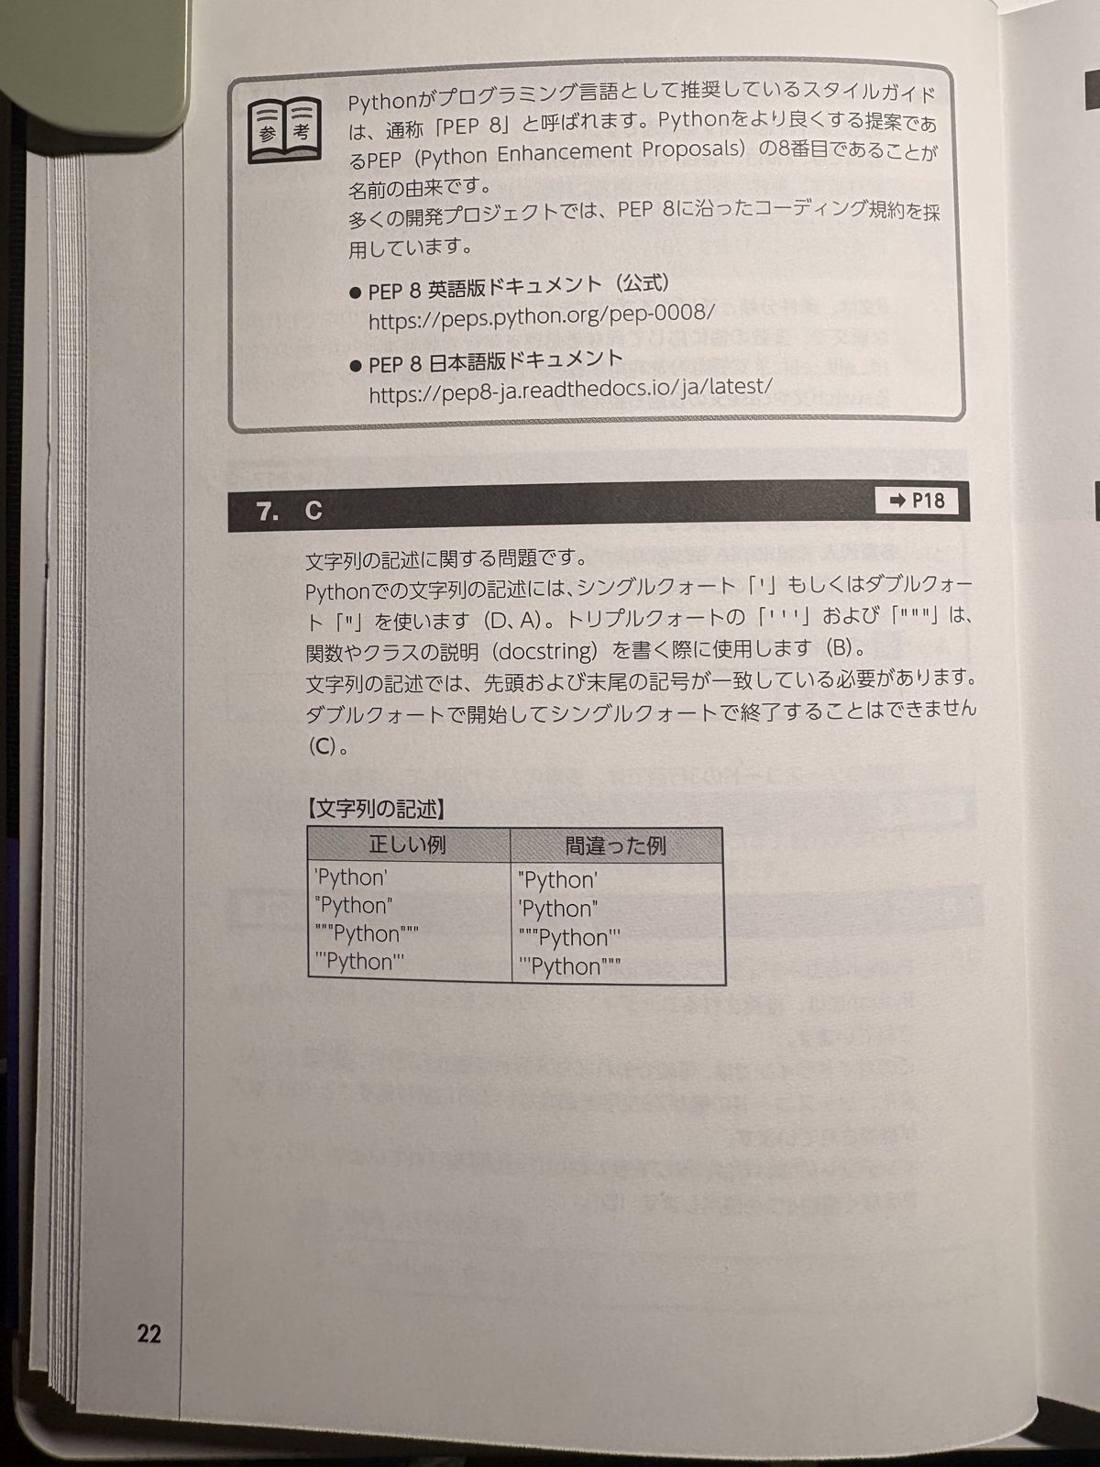 参考
Pythonがプログラミング言語として推奨しているスタイルガイド
は、通称「PEP 8」と呼ばれます。Pythonをより良くする提案であ
るPEP（Python Enhancement Proposals）の8番目であることが
名前の由来です。
多くの開発プロジェクトでは、PEP 8に沿ったコーディング規約を採
用しています。
● PEP 8 英語版ドキュメント（公式）
https://peps.python.org/pep-0008/
● PEP 8 日本語版ドキュメント
https://pep8-ja.readthedocs.io/ja/latest/
7. C ➡ P18
文字列の記述に関する問題です。
Pythonでの文字列の記述には、シングルクォート「'」もしくはダブルクォー
ト「"」を使います（D、A）。トリプルクォートの「'''」および「"""」は、
関数やクラスの説明（docstring）を書く際に使用します（B）。
文字列の記述では、先頭および末尾の記号が一致している必要があります。
ダブルクォートで開始してシングルクォートで終了することはできません
（C）。
【文字列の記述】
正しい例 間違った例
'Python' "Python'
"Python" 'Python"
"""Python""" """Python'''
'''Python''' '''Python"""
22